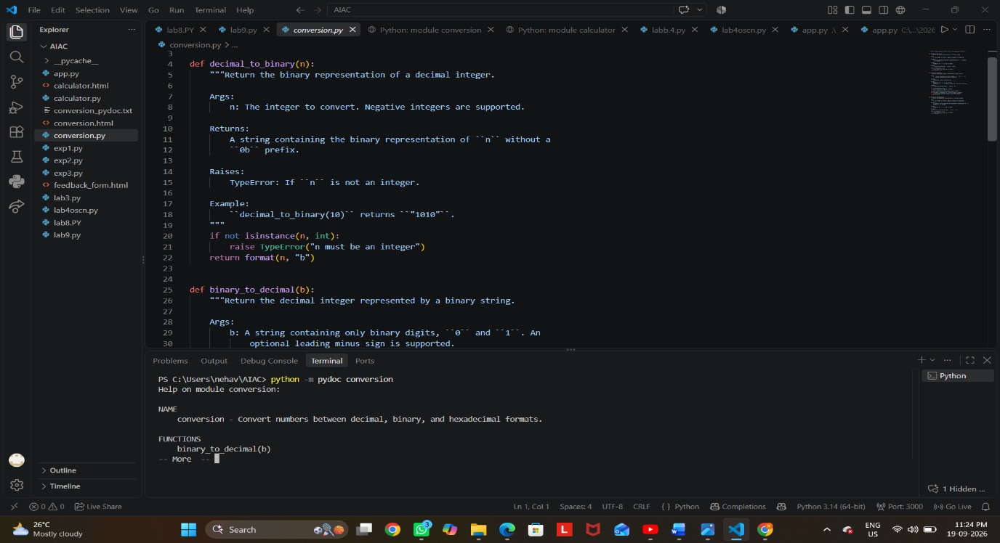 File Edit Selection View Go Run Terminal Help
AIAC
Explorer
AIAC
__pycache__
app.py
calculator.html
calculator.py
conversion_pydoc.txt
conversion.html
conversion.py
exp1.py
exp2.py
exp3.py
feedback_form.html
lab3.py
lab4oscn.py
lab8.PY
lab9.py
Outline
Timeline
lab8.PY lab9.py conversion.py Python: module conversion Python: module calculator labb.4.py lab4oscn.py app.py .\ app.py C:\...\2026
conversion.py > ...
3
4 def decimal_to_binary(n):
5 """Return the binary representation of a decimal integer.
6
7 Args:
8 n: The integer to convert. Negative integers are supported.
9
10 Returns:
11 A string containing the binary representation of ``n`` without a
12 ``0b`` prefix.
13
14 Raises:
15 TypeError: If ``n`` is not an integer.
16
17 Example:
18 ``decimal_to_binary(10)`` returns ``"1010"``.
19 """
20 if not isinstance(n, int):
21 raise TypeError("n must be an integer")
22 return format(n, "b")
23
24
25 def binary_to_decimal(b):
26 """Return the decimal integer represented by a binary string.
27
28 Args:
29 b: A string containing only binary digits, ``0`` and ``1``. An
30 optional leading minus sign is supported.
Problems Output Debug Console Terminal Ports
PS C:\Users\nehav\AIAC> python -m pydoc conversion
Help on module conversion:
NAME
conversion - Convert numbers between decimal, binary, and hexadecimal formats.
FUNCTIONS
binary_to_decimal(b)
-- More --
Python
1 Hidden ...
0 0 Live Share Ln 1, Col 1 Spaces: 4 UTF-8 CRLF { } Python Completions Python 3.14 (64-bit) Port: 3000 Go Live
26°C
Mostly cloudy
Search
3
L
ENG
US
11:24 PM
19-09-2026